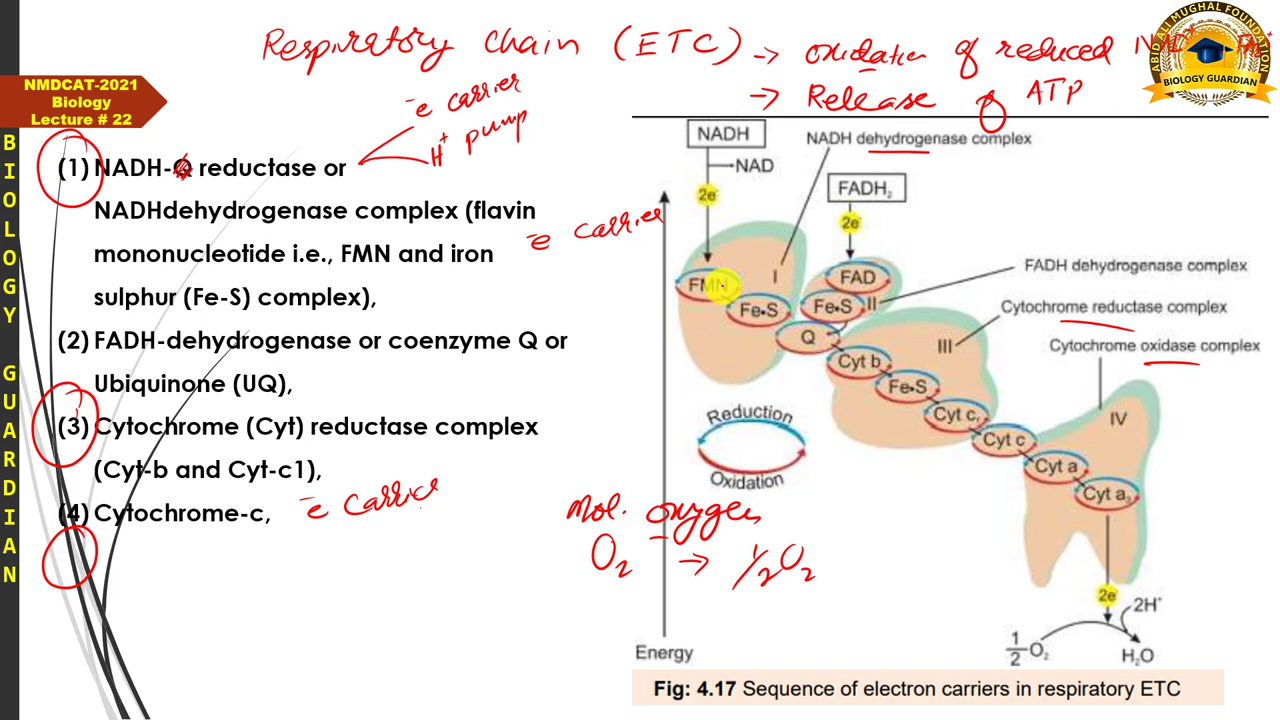 Respiratory Chain (ETC) → Oxidation of reduced
→ Release of ATP
ABID ALI MUGHAL FOUNDATION
BIOLOGY GUARDIAN
NMDCAT-2021
Biology
Lecture # 22
BIOLOGY GUARDIAN
e⁻ carrier
H⁺ pump
(1) NADH-Q reductase or
NADHdehydrogenase complex (flavin
mononucleotide i.e., FMN and iron
sulphur (Fe-S) complex),
e⁻ carrier
(2) FADH-dehydrogenase or coenzyme Q or
Ubiquinone (UQ),
(3) Cytochrome (Cyt) reductase complex
(Cyt-b and Cyt-c1),
(4) Cytochrome-c,
e⁻ carrier
Mol. oxygen
O₂ → 1/2O₂
NADH
NADH dehydrogenase complex
NAD
FADH₂
2e⁻
2e⁻
FADH dehydrogenase complex
I
FMN
FAD
Fe•S
Fe•S
II
Cytochrome reductase complex
Q
III
Cytochrome oxidase complex
Cyt b
Fe•S
Reduction
Cyt c₁
IV
Cyt c
Oxidation
Cyt a
Cyt a₃
2e⁻
2H⁺
1/2 O₂
H₂O
Energy
Fig: 4.17 Sequence of electron carriers in respiratory ETC